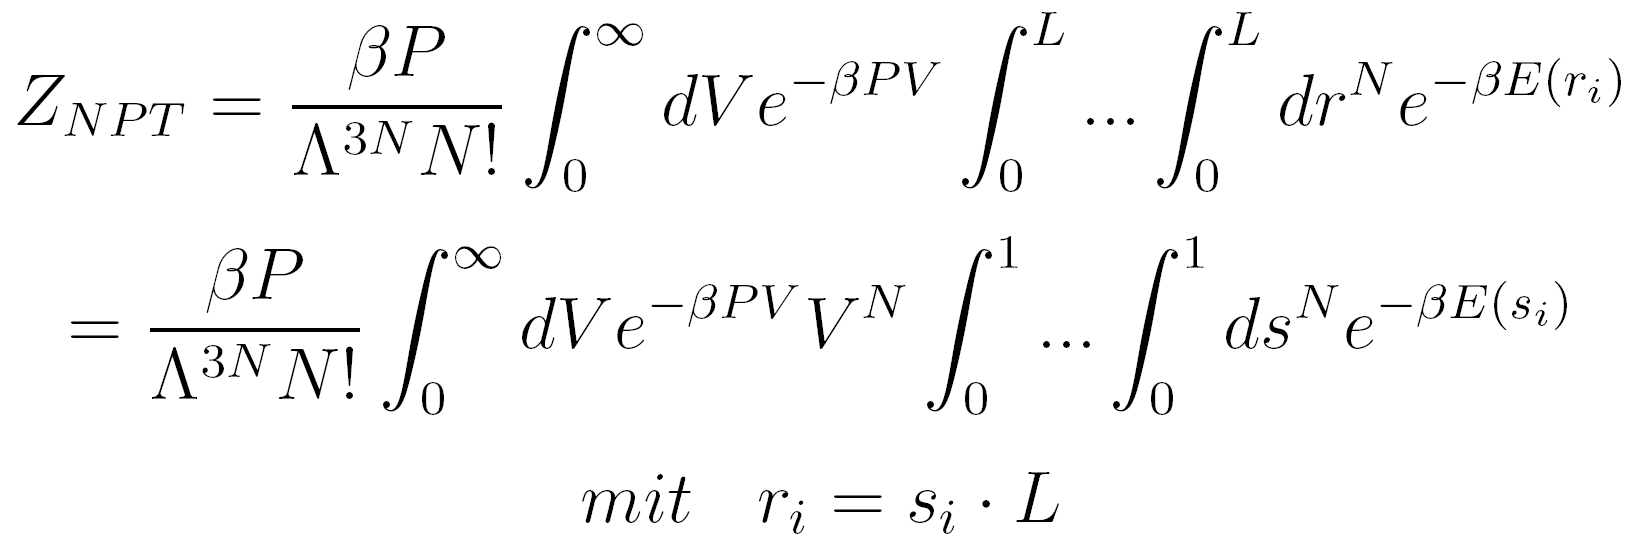 Z_{NPT} = \frac{\beta P}{\Lambda^{3N} N!} \int_0^\infty dV e^{-\beta PV} \int_0^L ... \int_0^L dr^N e^{-\beta E(r_i)}
= \frac{\beta P}{\Lambda^{3N} N!} \int_0^\infty dV e^{-\beta PV} V^N \int_0^1 ... \int_0^1 ds^N e^{-\beta E(s_i)}
mit r_i = s_i \cdot L